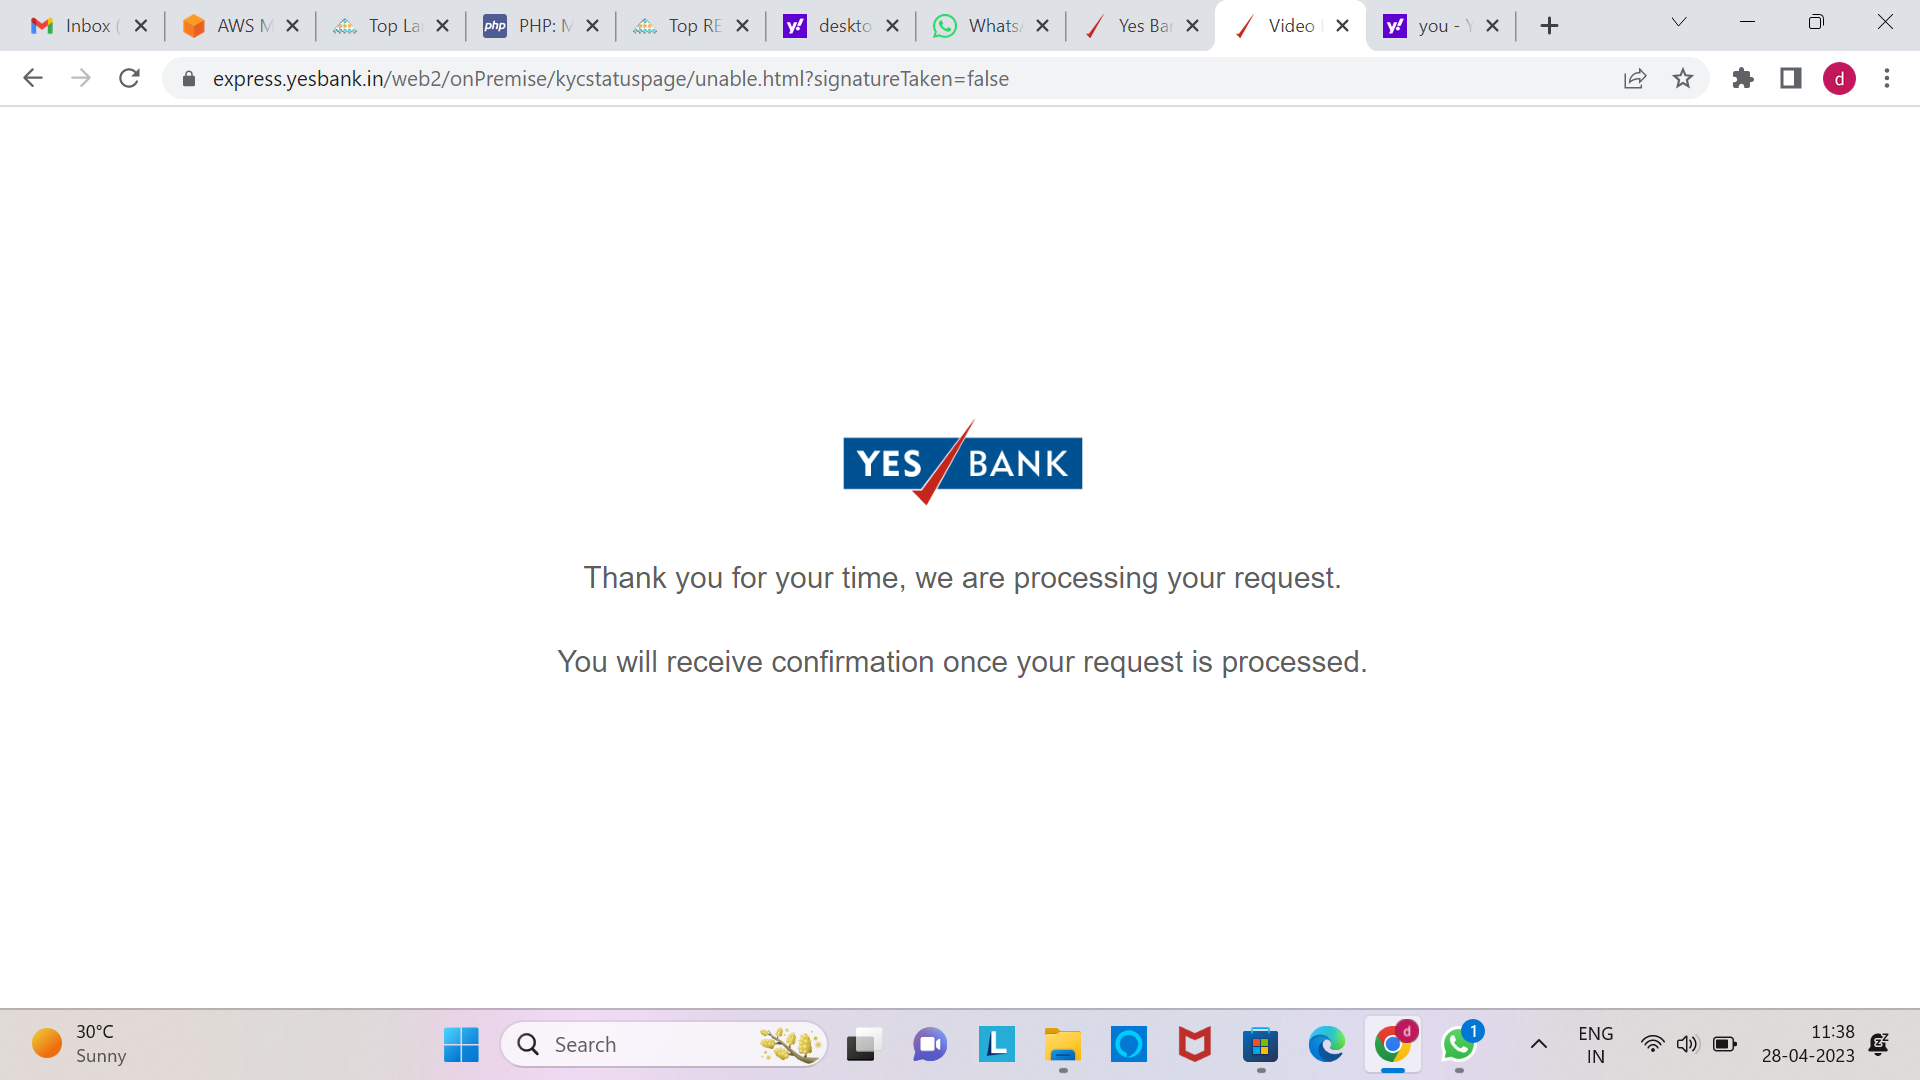 Inbox (
AWS M
Top La
php
PHP: M
Top RE
y!
deskto
Whats
Yes Ba
Video
y!
you -
express.yesbank.in/web2/onPremise/kycstatuspage/unable.html?signatureTaken=false
d
YES BANK
Thank you for your time, we are processing your request.
You will receive confirmation once your request is processed.
30°C
Sunny
Search
L
d
1
ENG
IN
11:38
28-04-2023